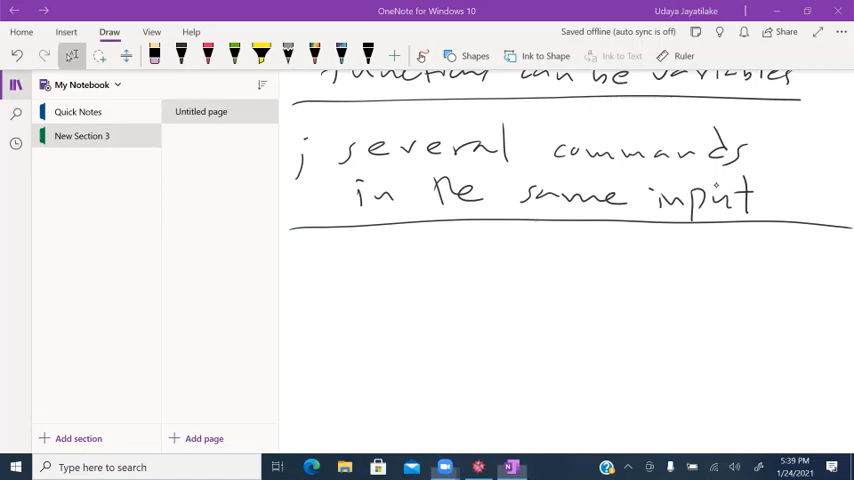 OneNote for Windows 10
Udaya Jayatilake
Home Insert Draw View Help
Saved offline (auto sync is off) Share
Shapes Ink to Shape Ink to Text Ruler
My Notebook
Quick Notes
New Section 3
Untitled page
functions can be variables
; several commands
in the same input
Add section
Add page
Type here to search
5:39 PM
1/24/2021